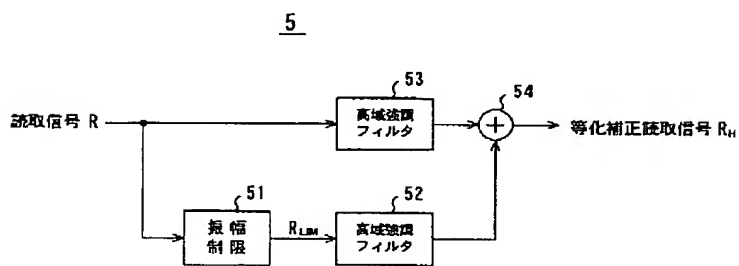 5
53
54
読取信号 R
高域強調
フィルタ
等化補正読取信号 RH
51
52
振幅
制限
RLIM
高域強調
フィルタ